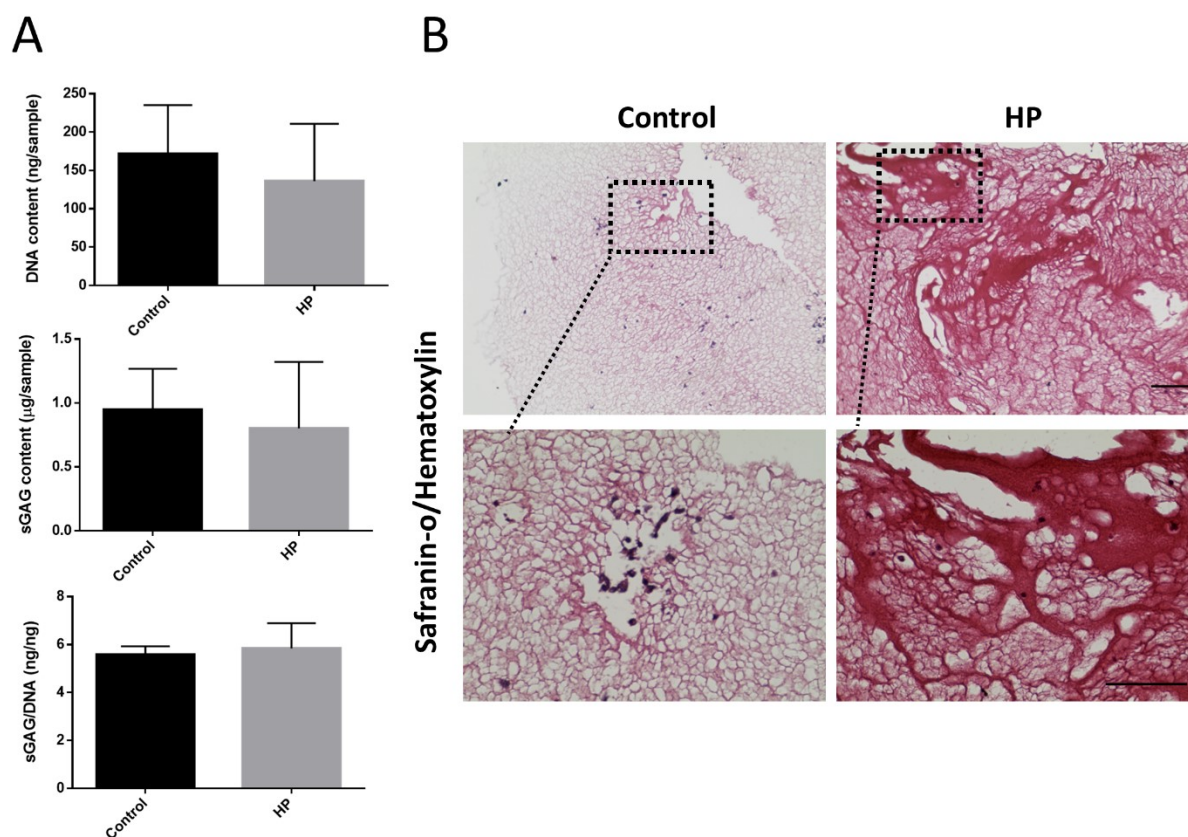 A
DNA content (ng/sample)
250
200
150
100
50
0
Control
HP
sGAG content (μg/sample)
1.5
1.0
0.5
0.0
Control
HP
sGAG/DNA (ng/ng)
8
6
4
2
0
Control
HP
B
Control
HP
Safranin-o/Hematoxylin